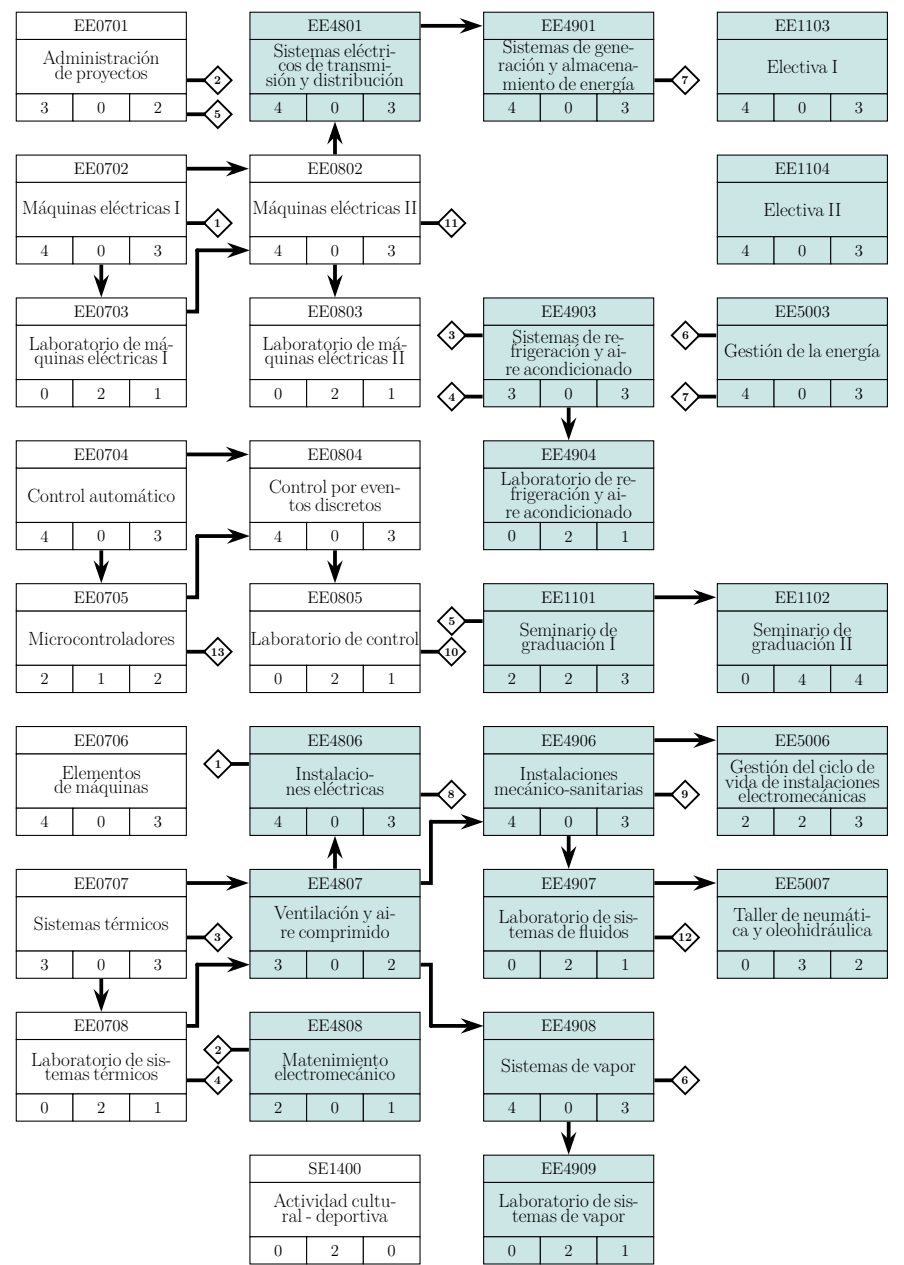 EE0701
Administración
de proyectos
2
3 0 2
5
EE4801
Sistemas eléctri-
cos de transmi-
sión y distribución
4 0 3
EE4901
Sistemas de gene-
ración y almacena-
miento de energía
7
4 0 3
EE1103
Electiva I
4 0 3
EE0702
Máquinas eléctricas I
1
4 0 3
EE0802
Máquinas eléctricas II
11
4 0 3
EE1104
Electiva II
4 0 3
EE0703
Laboratorio de má-
quinas eléctricas I
0 2 1
EE0803
Laboratorio de má-
quinas eléctricas II
0 2 1
EE4903
3
Sistemas de re-
frigeración y ai-
re acondicionado
4
3 0 3
EE5003
6
Gestión de la energía
7
4 0 3
EE0704
Control automático
4 0 3
EE0804
Control por even-
tos discretos
4 0 3
EE4904
Laboratorio de re-
frigeración y ai-
re acondicionado
0 2 1
EE0705
Microcontroladores
13
2 1 2
EE0805
Laboratorio de control
10
0 2 1
EE1101
5
Seminario de
graduación I
2 2 3
EE1102
Seminario de
graduación II
0 4 4
EE0706
Elementos
de máquinas
4 0 3
EE4806
1
Instalacio-
nes eléctricas
8
4 0 3
EE4906
Instalaciones
mecánico-sanitarias
9
4 0 3
EE5006
Gestión del ciclo de
vida de instalaciones
electromecánicas
2 2 3
EE0707
Sistemas térmicos
3
3 0 3
EE4807
Ventilación y ai-
re comprimido
3 0 2
EE4907
Laboratorio de sis-
temas de fluidos
12
0 2 1
EE5007
Taller de neumáti-
ca y oleohidráulica
0 3 2
EE0708
Laboratorio de sis-
temas térmicos
4
0 2 1
EE4808
2
Matenimiento
electromecánico
2 0 1
EE4908
Sistemas de vapor
6
4 0 3
SE1400
Actividad cultu-
ral - deportiva
0 2 0
EE4909
Laboratorio de sis-
temas de vapor
0 2 1